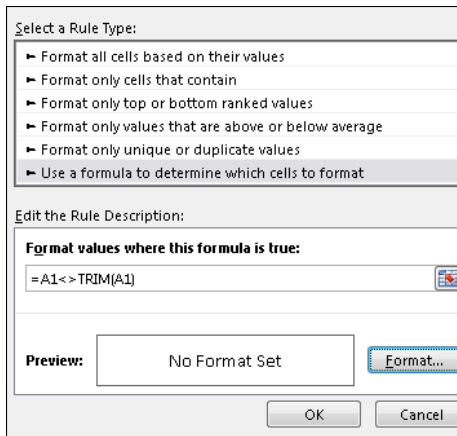 Select a Rule Type:
► Format all cells based on their values
► Format only cells that contain
► Format only top or bottom ranked values
► Format only values that are above or below average
► Format only unique or duplicate values
► Use a formula to determine which cells to format
Edit the Rule Description:
Format values where this formula is true:
=A1<>TRIM(A1)
Preview:
No Format Set
Format...
OK
Cancel